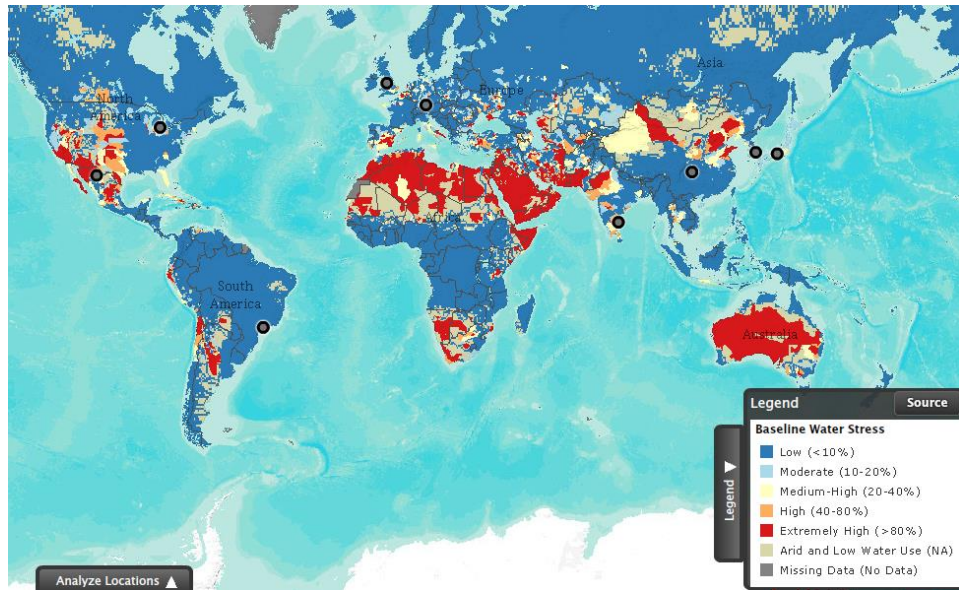 Asia
North
America
Europe
Africa
South
America
Australia
Legend
Source
Baseline Water Stress
Low (<10%)
Moderate (10-20%)
Medium-High (20-40%)
High (40-80%)
Extremely High (>80%)
Arid and Low Water Use (NA)
Missing Data (No Data)
Legend ▶
Analyze Locations ▲